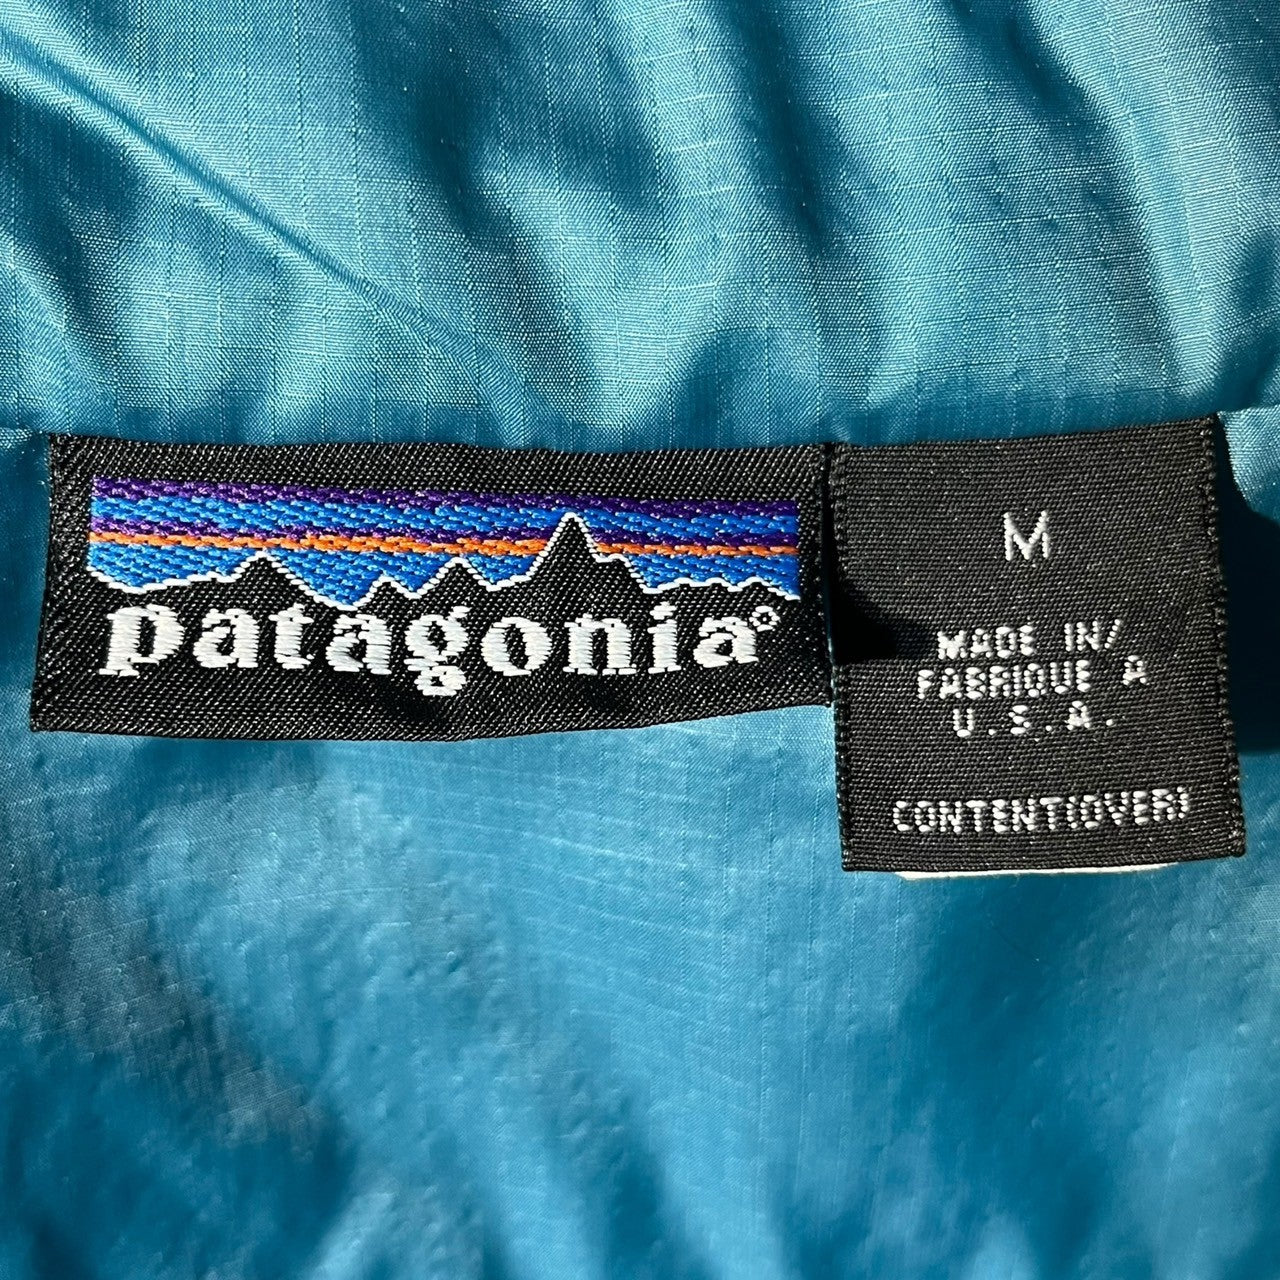 patagonia®
M
MADE IN/
FABRIQUE A
U.S.A.
CONTENT/OVER!